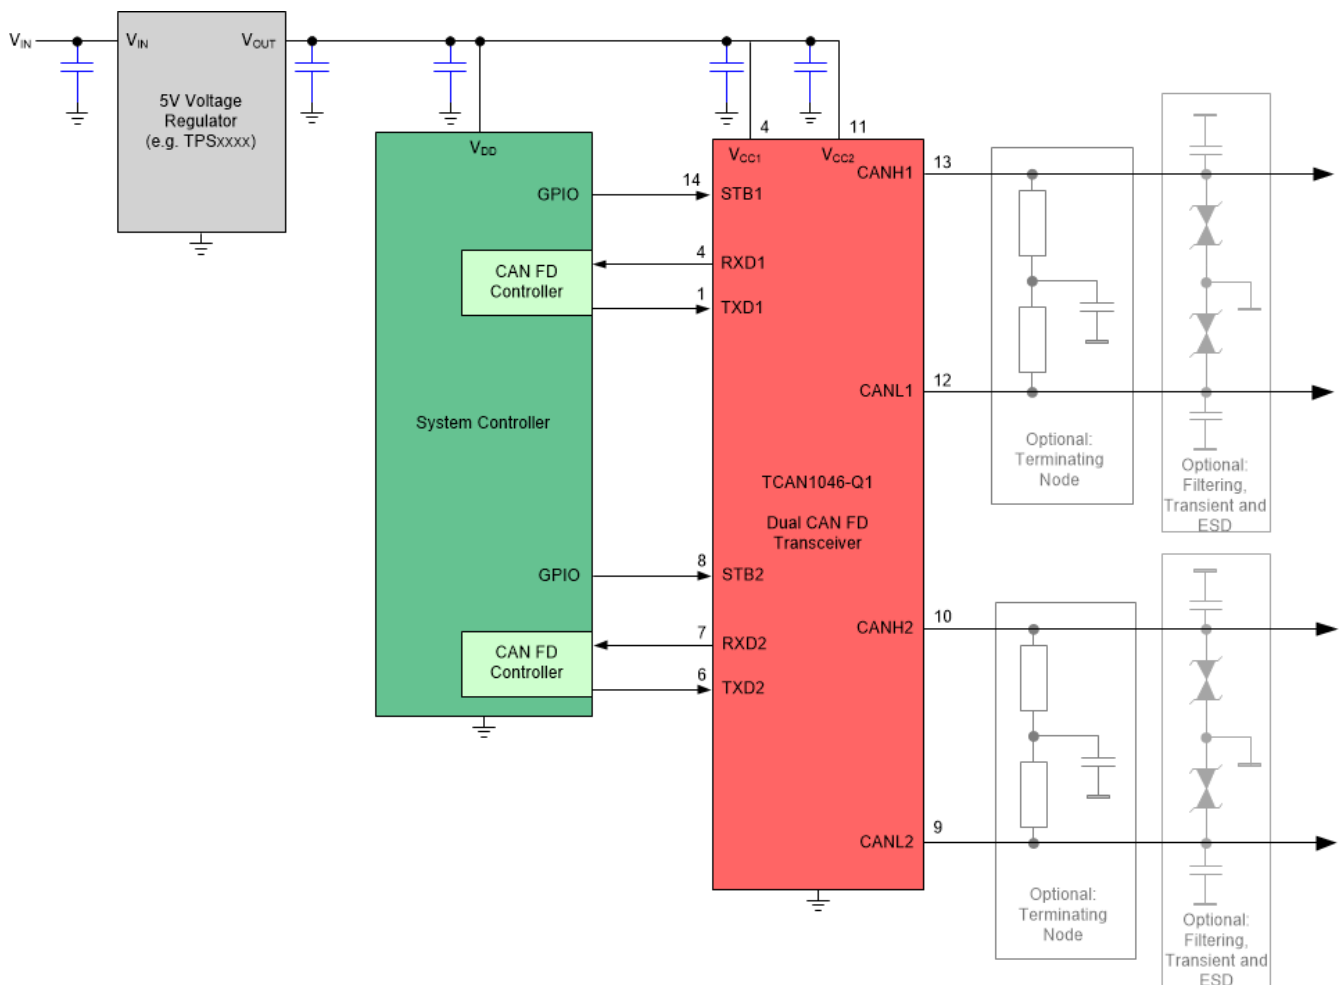 VIN
VIN
VOUT
5V Voltage
Regulator
(e.g. TPSxxxx)
VDD
GPIO
CAN FD
Controller
System Controller
GPIO
CAN FD
Controller
14
4
1
8
7
6
4
11
VCC1
VCC2
STB1
RXD1
TXD1
CANH1
CANL1
TCAN1046-Q1
Dual CAN FD
Transceiver
STB2
RXD2
TXD2
CANH2
CANL2
13
12
10
9
Optional:
Terminating
Node
Optional:
Filtering,
Transient and
ESD
Optional:
Terminating
Node
Optional:
Filtering,
Transient and
ESD